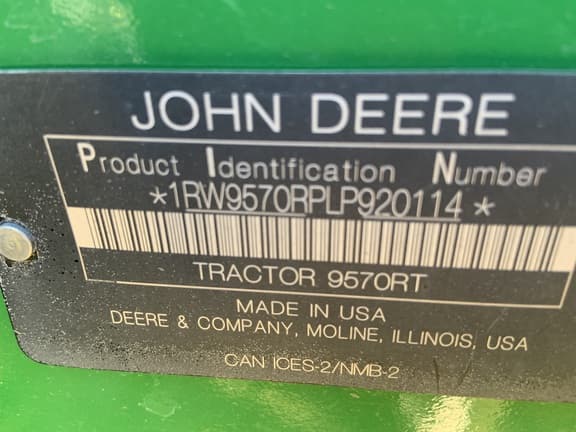 JOHN DEERE
Product Identification Number
*1RW9570RPLP920114*
TRACTOR 9570RT
MADE IN USA
DEERE & COMPANY, MOLINE, ILLINOIS, USA
CAN ICES-2/NMB-2